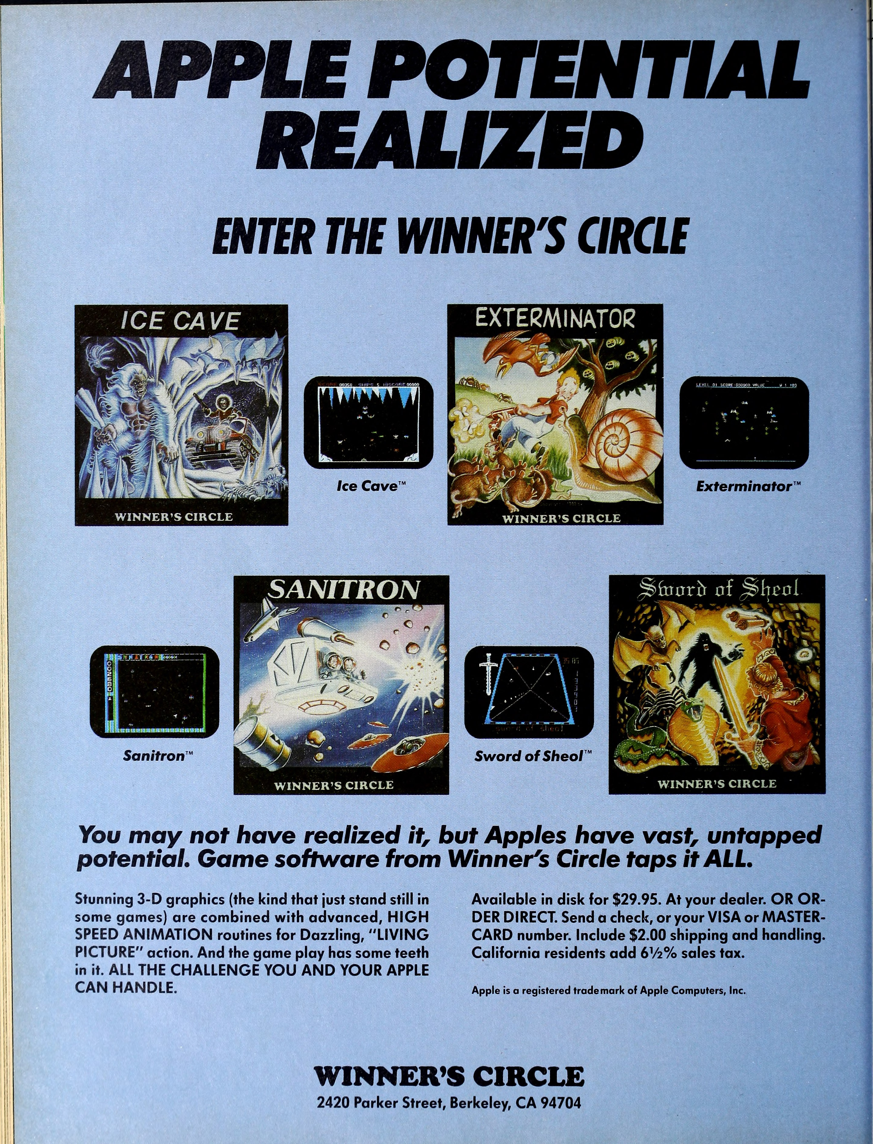 APPLE POTENTIAL
REALIZED
ENTER THE WINNER'S CIRCLE
ICE CAVE
WINNER'S CIRCLE
Ice Cave™
EXTERMINATOR
WINNER'S CIRCLE
Exterminator™
Sanitron™
SANITRON
WINNER'S CIRCLE
sword of sheol
Sword of Sheol™
Sword of Sheol
WINNER'S CIRCLE
You may not have realized it, but Apples have vast, untapped
potential. Game software from Winner's Circle taps it ALL.
Stunning 3-D graphics (the kind that just stand still in
some games) are combined with advanced, HIGH
SPEED ANIMATION routines for Dazzling, "LIVING
PICTURE" action. And the game play has some teeth
in it. ALL THE CHALLENGE YOU AND YOUR APPLE
CAN HANDLE.
Available in disk for $29.95. At your dealer. OR OR-
DER DIRECT. Send a check, or your VISA or MASTER-
CARD number. Include $2.00 shipping and handling.
California residents add 6½% sales tax.
Apple is a registered trademark of Apple Computers, Inc.
WINNER'S CIRCLE
2420 Parker Street, Berkeley, CA 94704